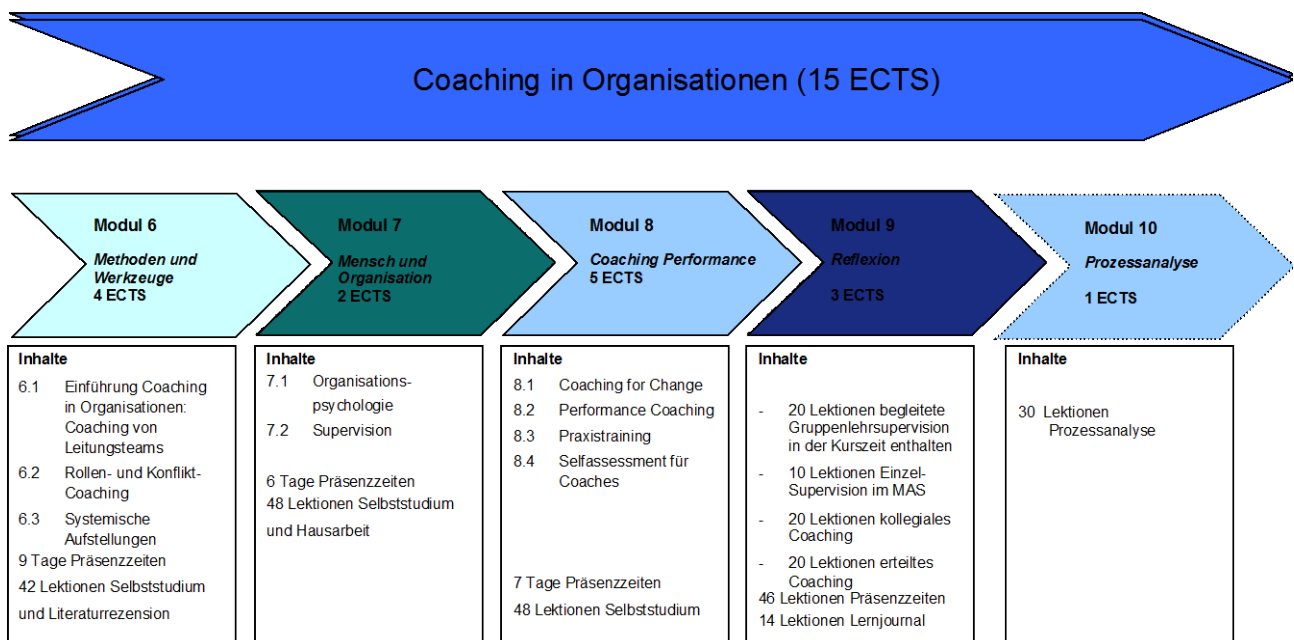 Coaching in Organisationen (15 ECTS)
Modul 6
Methoden und
Werkzeuge
4 ECTS
Modul 7
Mensch und
Organisation
2 ECTS
Modul 8
Coaching Performance
5 ECTS
Modul 9
Reflexion
3 ECTS
Modul 10
Prozessanalyse
1 ECTS
Inhalte
6.1 Einführung Coaching
in Organisationen:
Coaching von
Leitungsteams
6.2 Rollen- und Konflikt-
Coaching
6.3 Systemische
Aufstellungen
9 Tage Präsenzzeiten
42 Lektionen Selbststudium
und Literaturrezension
Inhalte
7.1 Organisations-
psychologie
7.2 Supervision
6 Tage Präsenzzeiten
48 Lektionen Selbststudium
und Hausarbeit
Inhalte
8.1 Coaching for Change
8.2 Performance Coaching
8.3 Praxistraining
8.4 Selfassessment für
Coaches
7 Tage Präsenzzeiten
48 Lektionen Selbststudium
Inhalte
- 20 Lektionen begleitete
Gruppenlehrsupervision
in der Kurszeit enthalten
- 10 Lektionen Einzel-
Supervision im MAS
- 20 Lektionen kollegiales
Coaching
- 20 Lektionen erteiltes
Coaching
46 Lektionen Präsenzzeiten
14 Lektionen Lernjournal
Inhalte
30 Lektionen
Prozessanalyse